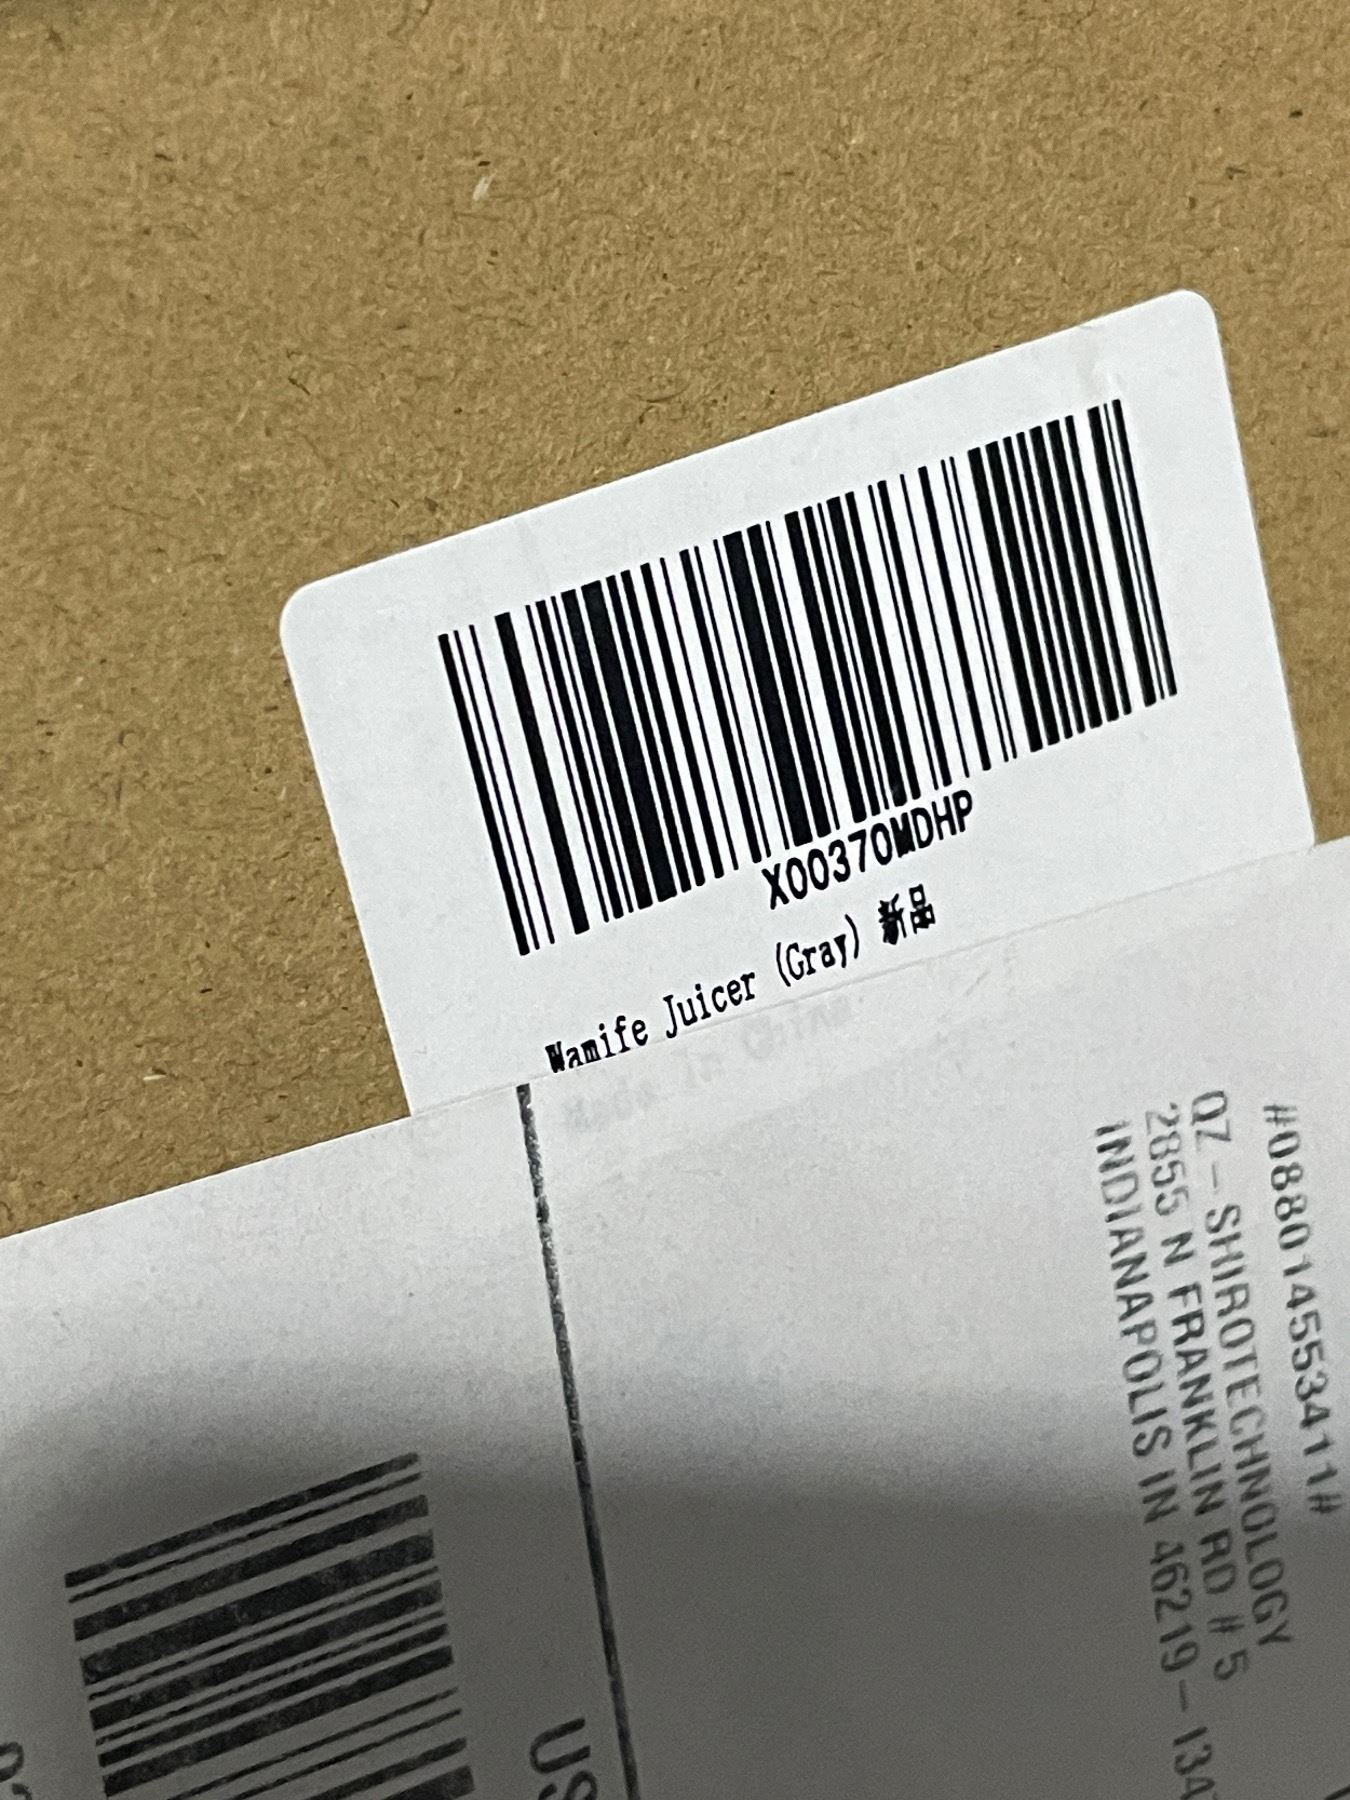 X00370MDHP
Wamife Juicer (Gray) 新品
Made in China
#088014553411#
QZ-SHIROTECHNOLOGY
2855 N FRANKLIN RD # 5
INDIANAPOLIS IN 46219-134